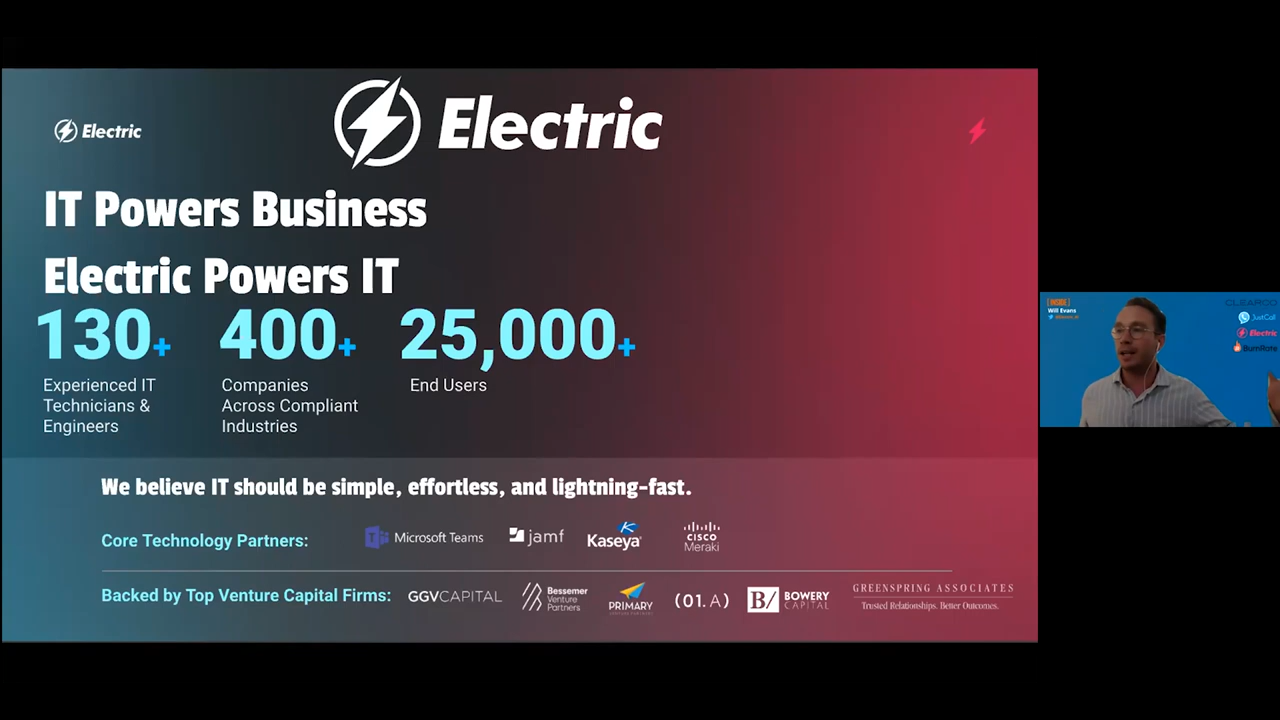 Electric
Electric
IT Powers Business
Electric Powers IT
130+
400+
25,000+
Experienced IT
Technicians &
Engineers
Companies
Across Compliant
Industries
End Users
We believe IT should be simple, effortless, and lightning-fast.
Core Technology Partners:
Microsoft Teams
jamf
Kaseya
CISCO
Meraki
Backed by Top Venture Capital Firms:
GGVCAPITAL
Bessemer
Venture
Partners
PRIMARY
(01.A)
B/ BOWERY
CAPITAL
GREENSPRING ASSOCIATES
Trusted Relationships. Better Outcomes.
[INSIDE]
Will Evans
CLEARCO
JustCall
Electric
BurnRate